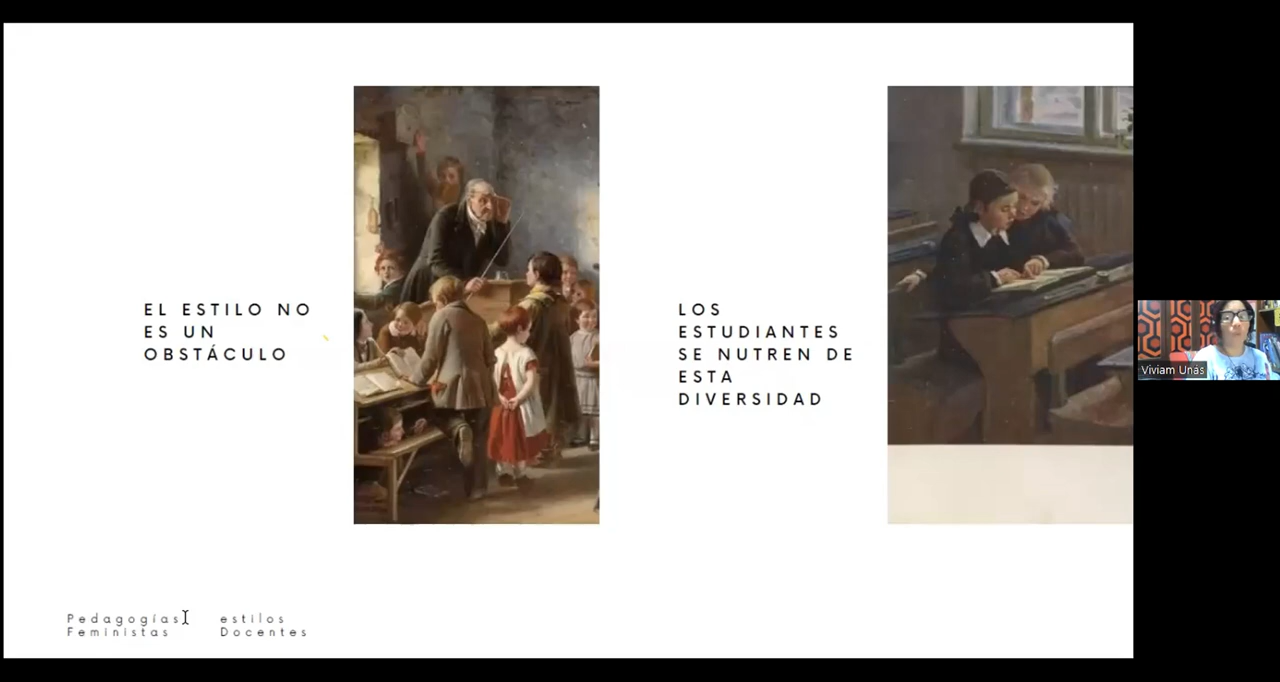 EL ESTILO NO
ES UN
OBSTÁCULO
LOS
ESTUDIANTES
SE NUTREN DE
ESTA
DIVERSIDAD
Viviam Unás
Pedagogías
Feministas
estilos
Docentes